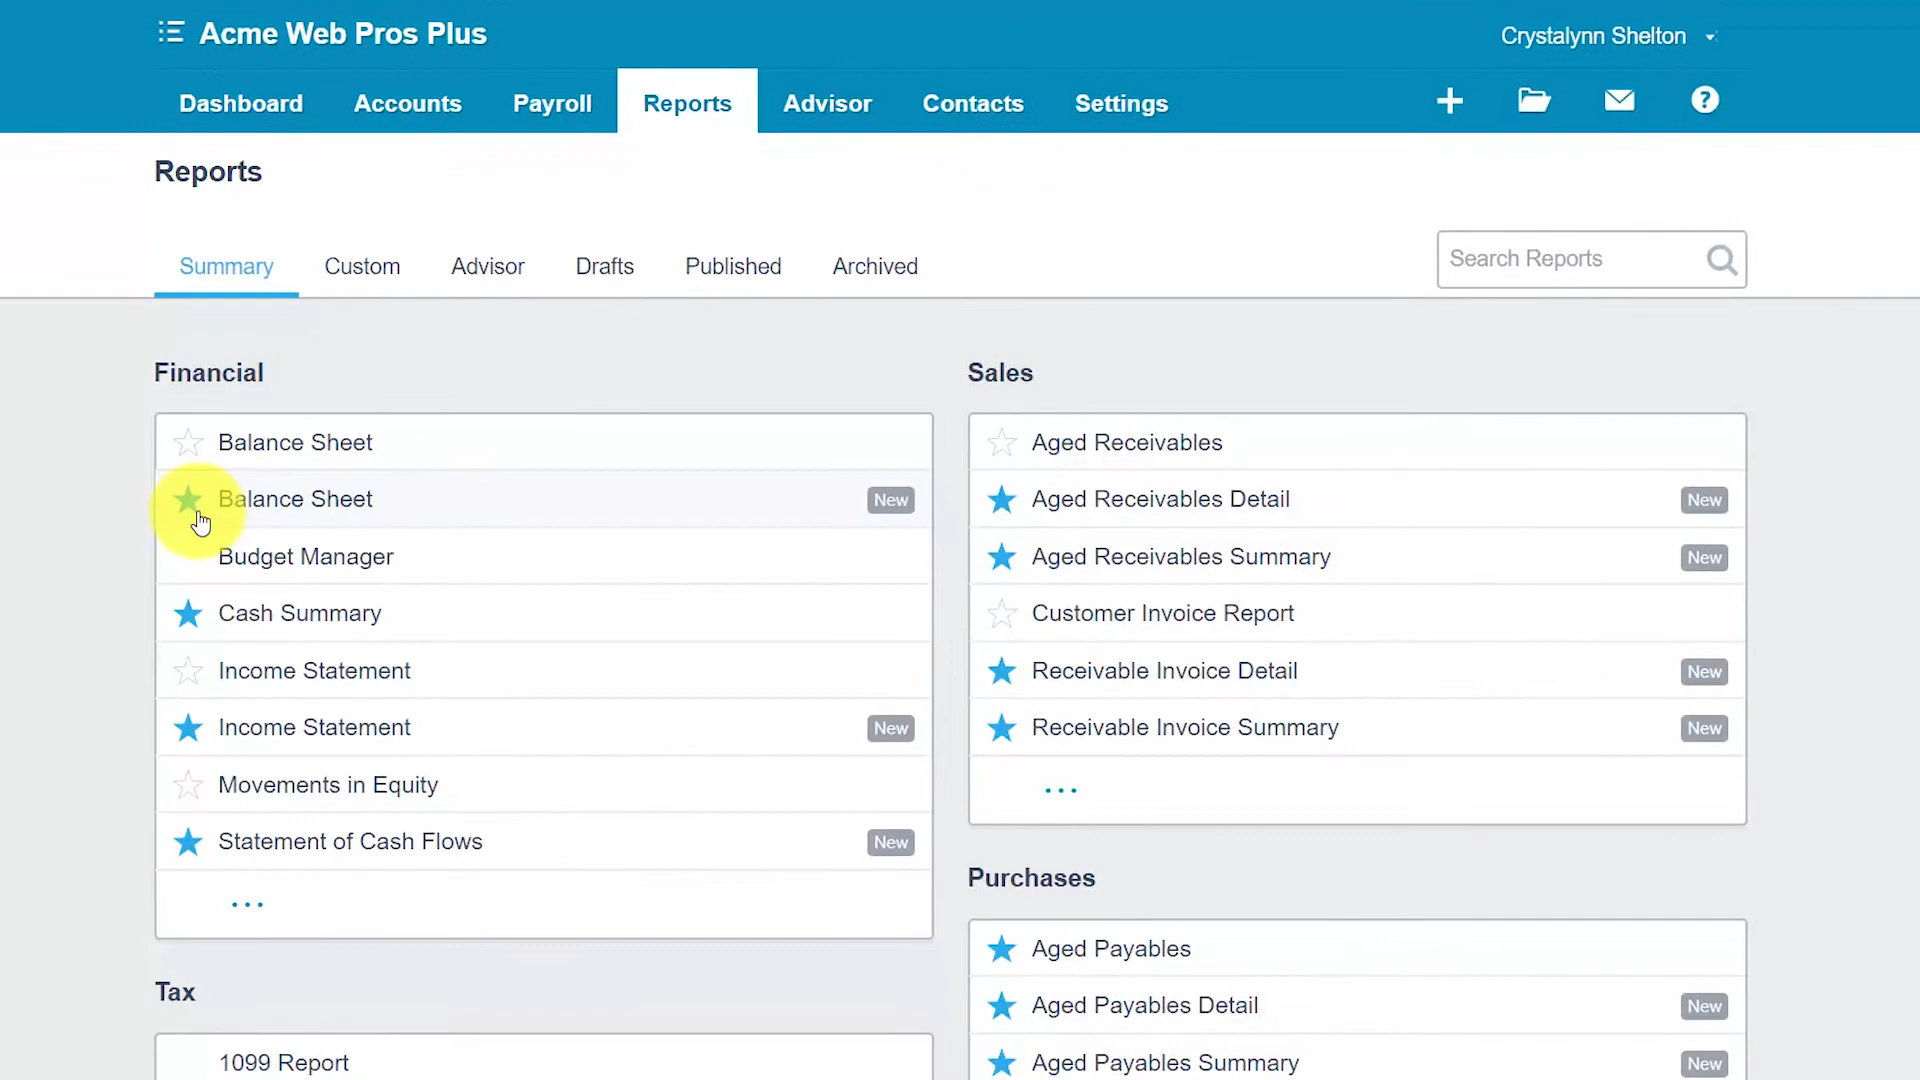 Acme Web Pros Plus
Crystalynn Shelton
Dashboard Accounts Payroll Reports Advisor Contacts Settings
Reports
Summary Custom Advisor Drafts Published Archived
Search Reports
Financial
Balance Sheet
Balance Sheet New
Budget Manager
Cash Summary
Income Statement
Income Statement New
Movements in Equity
Statement of Cash Flows New
...
Tax
1099 Report
Sales
Aged Receivables
Aged Receivables Detail New
Aged Receivables Summary New
Customer Invoice Report
Receivable Invoice Detail New
Receivable Invoice Summary New
...
Purchases
Aged Payables
Aged Payables Detail New
Aged Payables Summary New